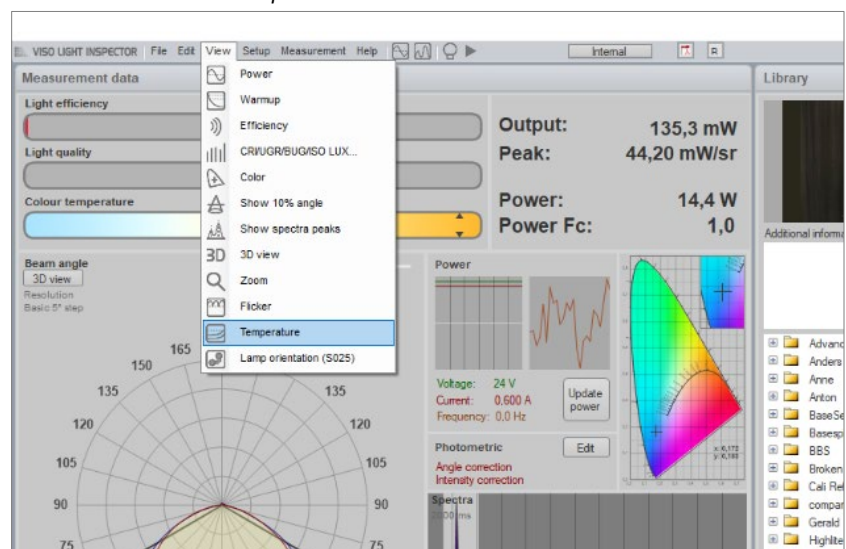 VISO LIGHT INSPECTOR File Edit View Setup Measurement Help Internal R
Measurement data
Library
Power
Warmup
Efficiency
CRI/UGR/BUG/ISO LUX...
Color
Show 10% angle
Show spectra peaks
3D 3D view
Zoom
Flicker
Temperature
Lamp orientation (S025)
Light efficiency
Light quality
Colour temperature
Output: 135,3 mW
Peak: 44,20 mW/sr
Power: 14,4 W
Power Fc: 1,0
Additional informa
Beam angle
3D view
Resolution
Basic 5° step
165
150
135
135
120
120
105
105
90
90
75
75
Power
Voltage: 24 V
Current: 0.600 A
Frequency: 0,0 Hz
Update
power
Photometric
Edit
Angle correction
Intensity correction
Spectra
x: 0,172
Advanc
Anders
Anne
Anton
BaseSe
Basesp
BBS
Broken
Cali Ref
compar
Gerald
Highlite